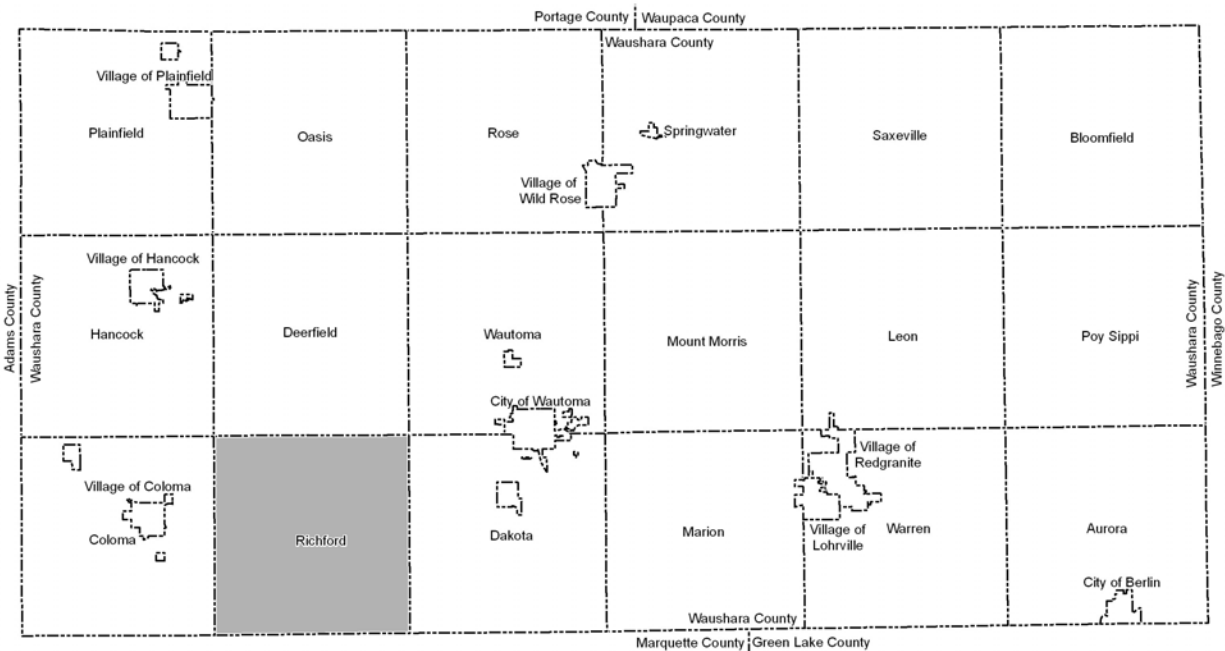 Portage County
Waupaca County
Waushara County
Village of Plainfield
Plainfield
Oasis
Rose
Springwater
Saxeville
Bloomfield
Village of
Wild Rose
Village of Hancock
Hancock
Deerfield
Wautoma
Mount Morris
Leon
Poy Sippi
Adams County
Waushara County
Waushara County
Winnebago County
City of Wautoma
Village of
Redgranite
Village of Coloma
Coloma
Richford
Dakota
Marion
Village of
Lohrville
Warren
Aurora
City of Berlin
Waushara County
Marquette County
Green Lake County